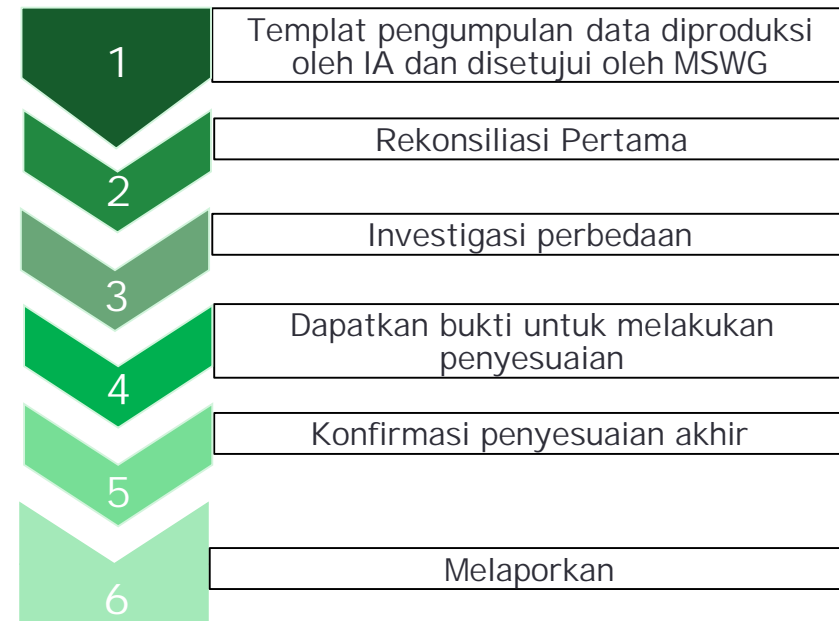 1
Templat pengumpulan data diproduksi
oleh IA dan disetujui oleh MSWG
2
Rekonsiliasi Pertama
3
Investigasi perbedaan
4
Dapatkan bukti untuk melakukan
penyesuaian
5
Konfirmasi penyesuaian akhir
6
Melaporkan